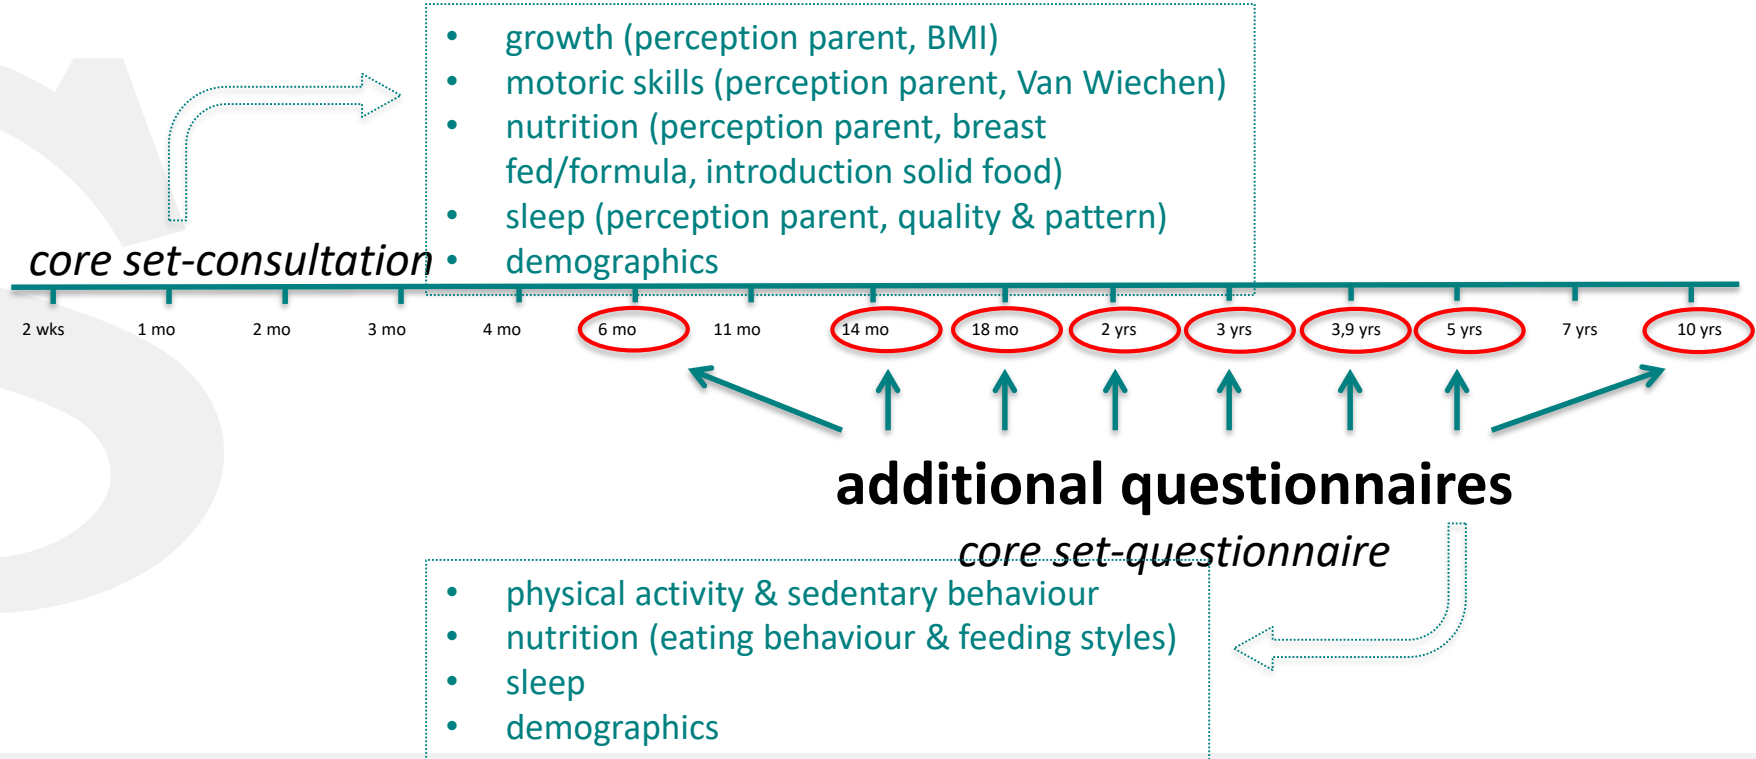 • growth (perception parent, BMI)
• motoric skills (perception parent, Van Wiechen)
• nutrition (perception parent, breast
fed/formula, introduction solid food)
• sleep (perception parent, quality & pattern)
• demographics
core set-consultation
2 wks 1 mo 2 mo 3 mo 4 mo 6 mo 11 mo 14 mo 18 mo 2 yrs 3 yrs 3,9 yrs 5 yrs 7 yrs 10 yrs
additional questionnaires
core set-questionnaire
• physical activity & sedentary behaviour
• nutrition (eating behaviour & feeding styles)
• sleep
• demographics